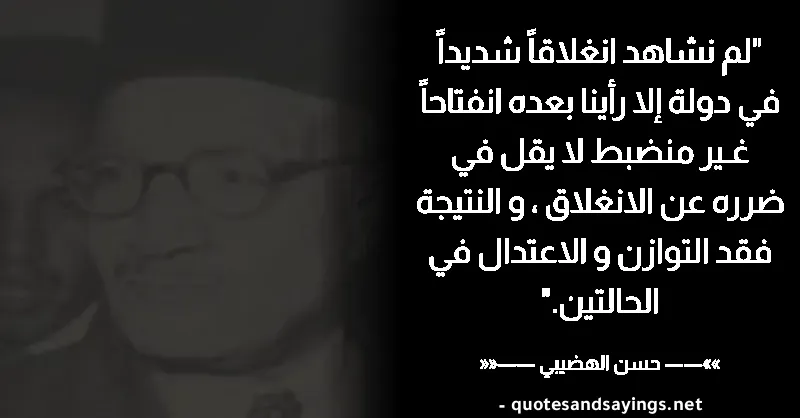 "لم نشاهد انغلاقاً شديداً
في دولة إلا رأينا بعده انفتاحاً
غير منضبط لا يقل في
ضرره عن الانغلاق ، و النتيجة
فقد التوازن و الاعتدال في
الحالتين."
»»—— حسن الهضيبي ——««
- quotesandsayings.net